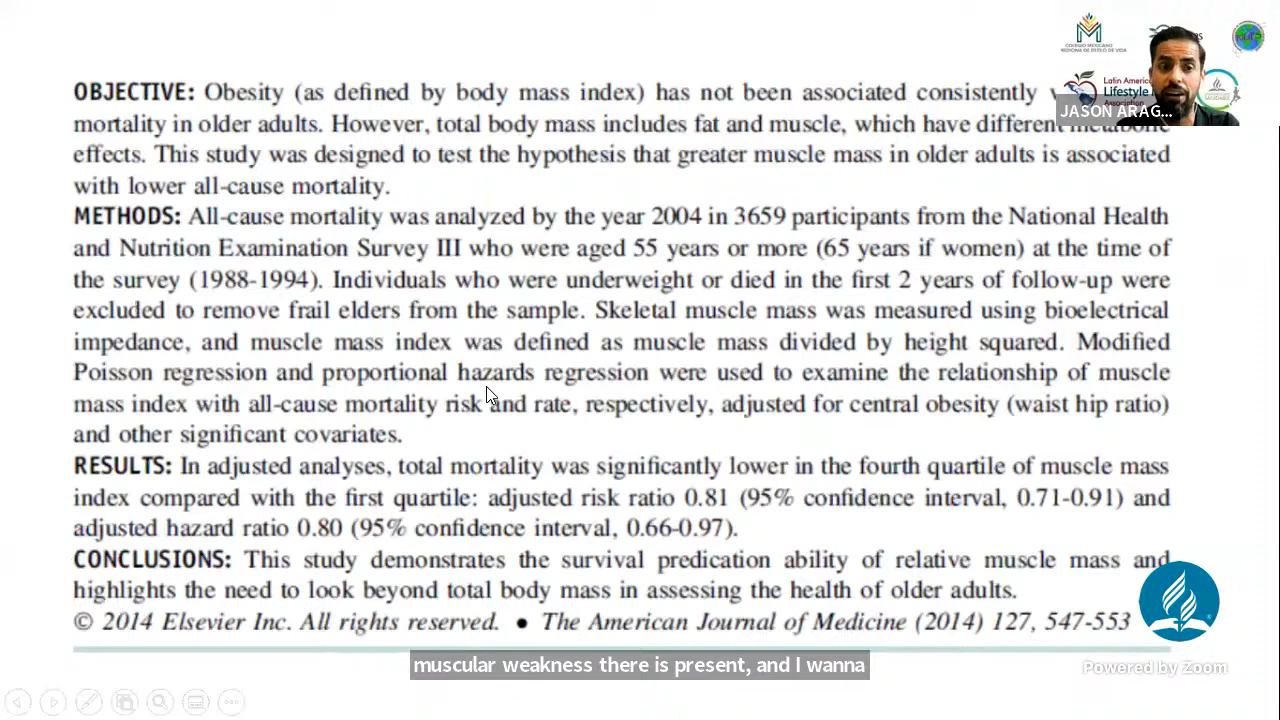 COLEGIO MEXICANO
MEDICINA DE ESTILO DE VIDA
Latin America
Lifestyle
Association
JASON ARAG...
OBJECTIVE: Obesity (as defined by body mass index) has not been associated consistently
mortality in older adults. However, total body mass includes fat and muscle, which have different metabolic
effects. This study was designed to test the hypothesis that greater muscle mass in older adults is associated
with lower all-cause mortality.
METHODS: All-cause mortality was analyzed by the year 2004 in 3659 participants from the National Health
and Nutrition Examination Survey III who were aged 55 years or more (65 years if women) at the time of
the survey (1988-1994). Individuals who were underweight or died in the first 2 years of follow-up were
excluded to remove frail elders from the sample. Skeletal muscle mass was measured using bioelectrical
impedance, and muscle mass index was defined as muscle mass divided by height squared. Modified
Poisson regression and proportional hazards regression were used to examine the relationship of muscle
mass index with all-cause mortality risk and rate, respectively, adjusted for central obesity (waist hip ratio)
and other significant covariates.
RESULTS: In adjusted analyses, total mortality was significantly lower in the fourth quartile of muscle mass
index compared with the first quartile: adjusted risk ratio 0.81 (95% confidence interval, 0.71-0.91) and
adjusted hazard ratio 0.80 (95% confidence interval, 0.66-0.97).
CONCLUSIONS: This study demonstrates the survival predication ability of relative muscle mass and
highlights the need to look beyond total body mass in assessing the health of older adults.
© 2014 Elsevier Inc. All rights reserved. • The American Journal of Medicine (2014) 127, 547-553
muscular weakness there is present, and I wanna
Powered by Zoom